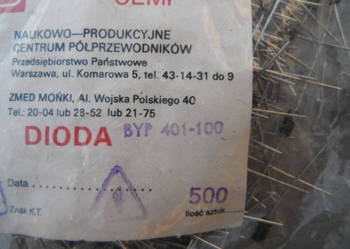 CEMI
NAUKOWO—PRODUKCYJNE
CENTRUM PÓŁPRZEWODNIKÓW
Przedsiębiorstwo Państwowe
Warszawa, ul. Komarowa 5, tel. 43-14-31 do 9
ZMED MOŃKI, Al. Wojska Polskiego 40
Tel.: 20-04 lub 28-52 lub 21-75
DIODA BYP 401-100
Data
500
Znak K.T.
Ilość sztuk